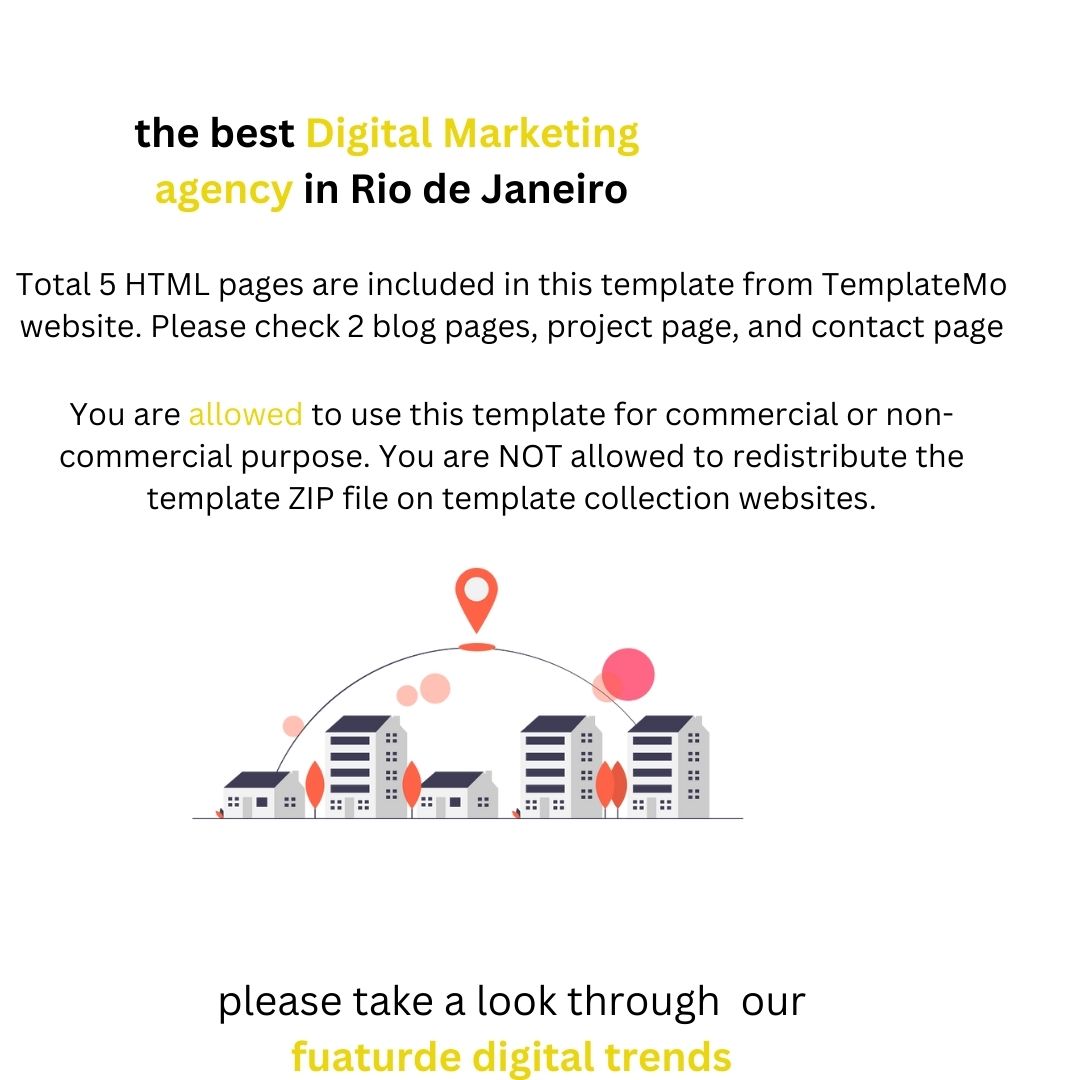 the best Digital Marketing
agency in Rio de Janeiro
Total 5 HTML pages are included in this template from TemplateMo
website. Please check 2 blog pages, project page, and contact page
You are allowed to use this template for commercial or non-
commercial purpose. You are NOT allowed to redistribute the
template ZIP file on template collection websites.
please take a look through  our
fuaturde digital trends